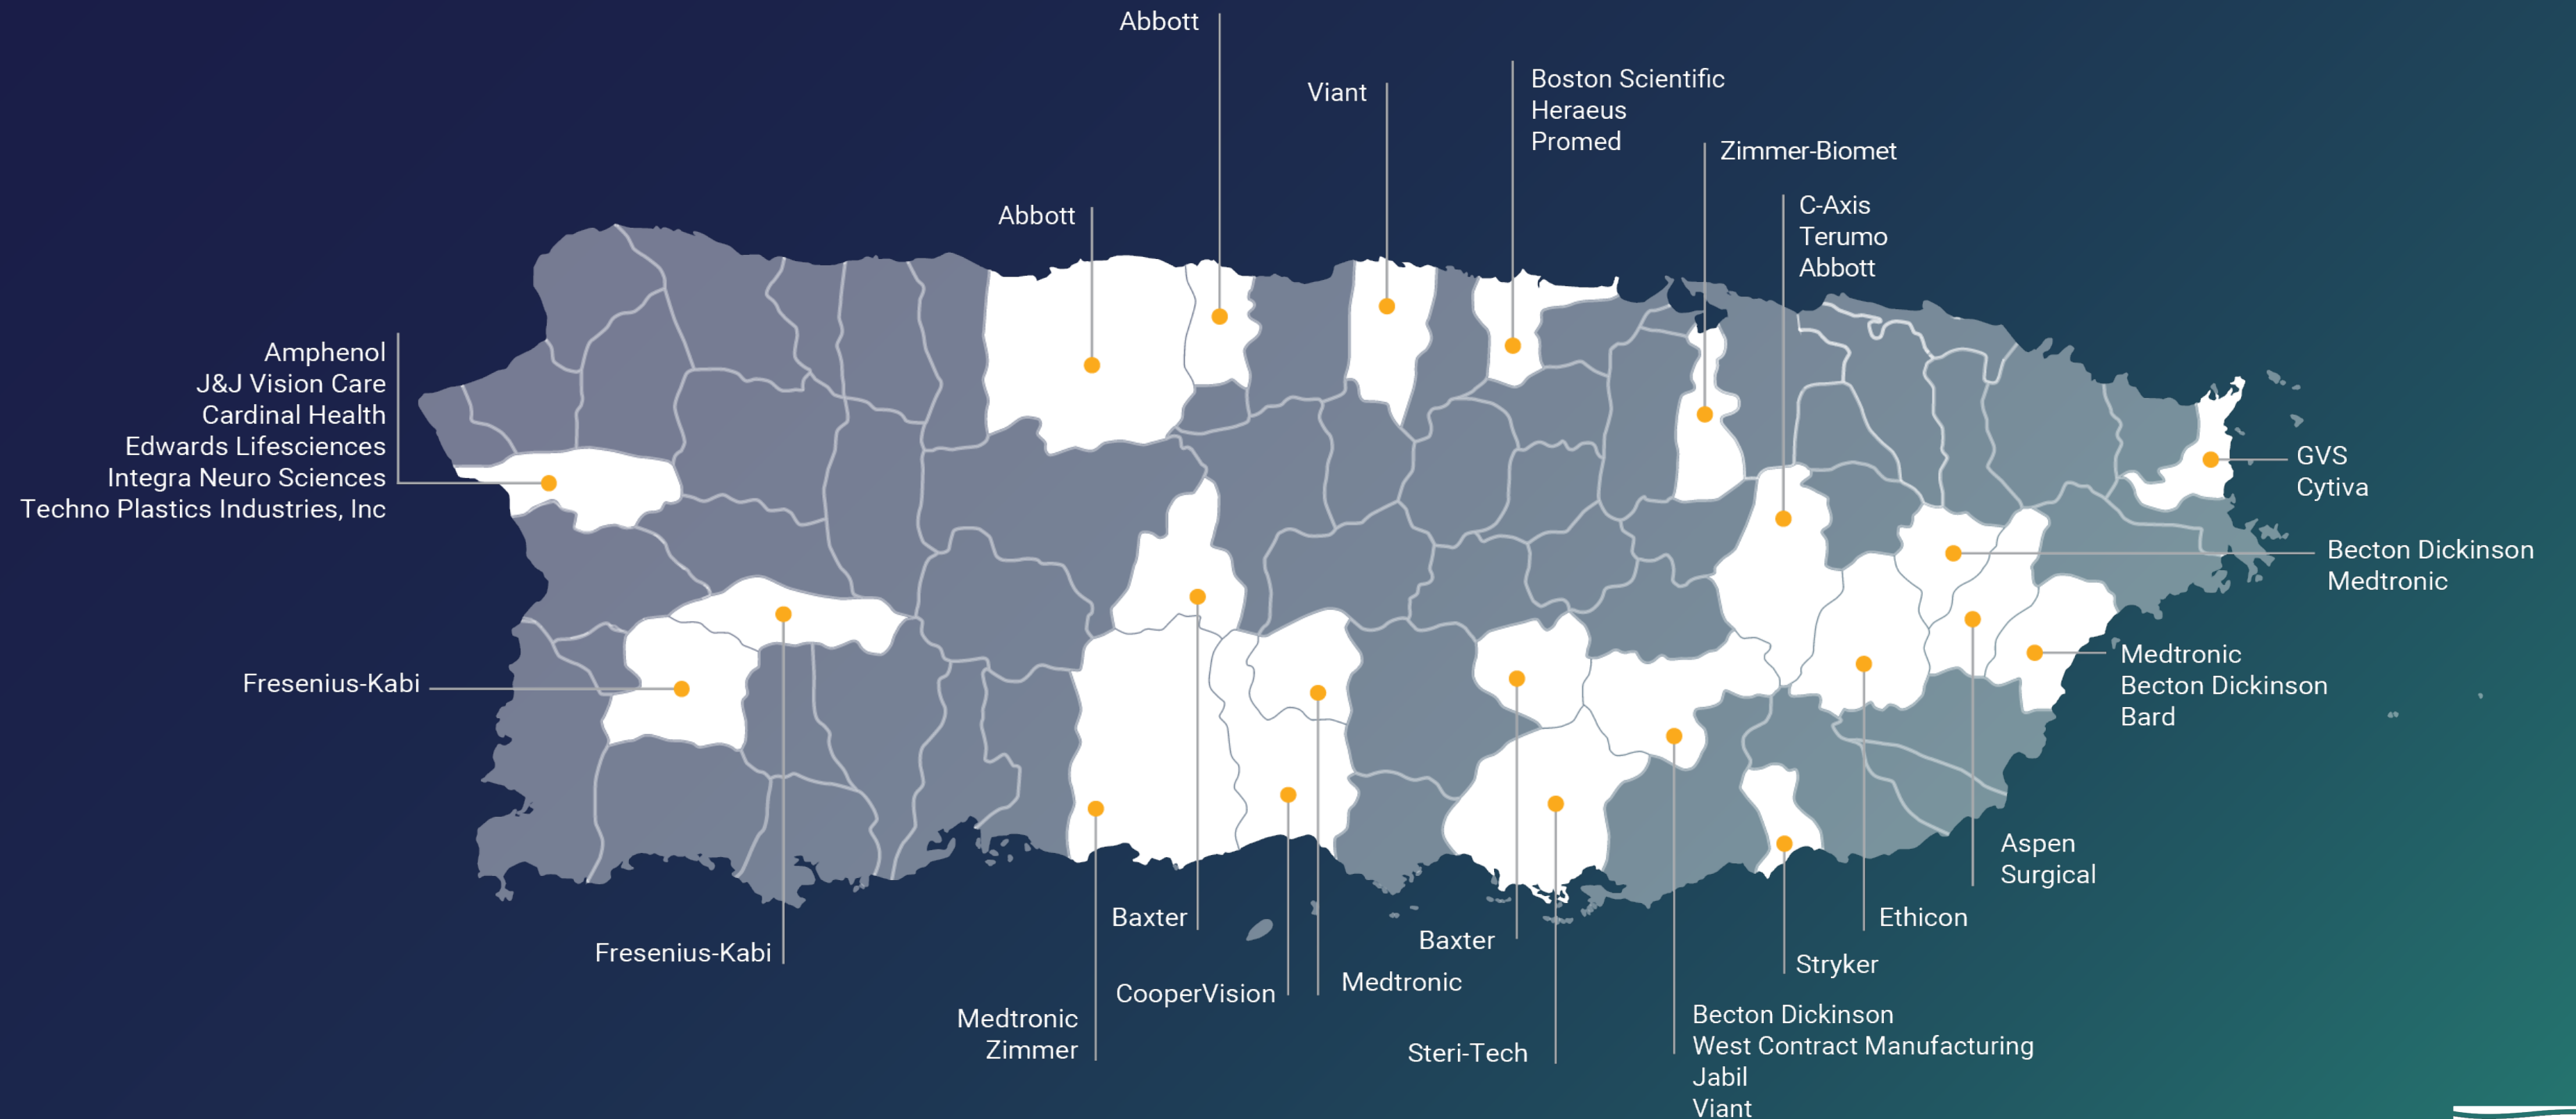 Abbott
Viant
Boston Scientific
Heraeus
Promed
Zimmer-Biomet
C-Axis
Terumo
Abbott
Abbott
Amphenol
J&J Vision Care
Cardinal Health
Edwards Lifesciences
Integra Neuro Sciences
Techno Plastics Industries, Inc
GVS
Cytiva
Becton Dickinson
Medtronic
Medtronic
Becton Dickinson
Bard
Fresenius-Kabi
Aspen
Surgical
Fresenius-Kabi
Baxter
Baxter
Ethicon
Stryker
CooperVision
Medtronic
Medtronic
Zimmer
Steri-Tech
Becton Dickinson
West Contract Manufacturing
Jabil
Viant